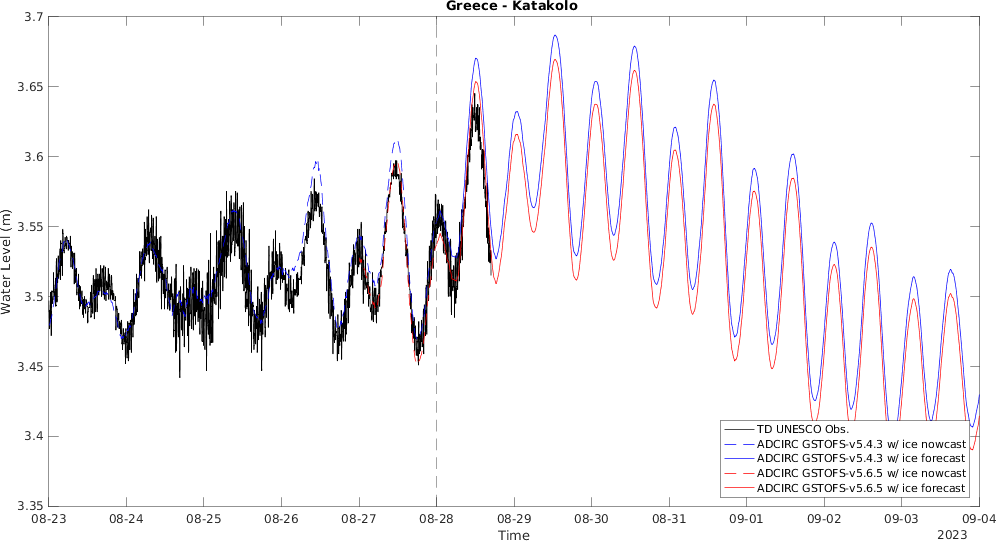 Greece - Katakolo
3.7
3.65
3.6
3.55
3.5
3.45
3.4
3.35
Water Level (m)
TD UNESCO Obs.
ADCIRC GSTOFS-v5.4.3 w/ ice nowcast
ADCIRC GSTOFS-v5.4.3 w/ ice forecast
ADCIRC GSTOFS-v5.6.5 w/ ice nowcast
ADCIRC GSTOFS-v5.6.5 w/ ice forecast
08-23 08-24 08-25 08-26 08-27 08-28 08-29 08-30 08-31 09-01 09-02 09-03 09-04
Time
2023